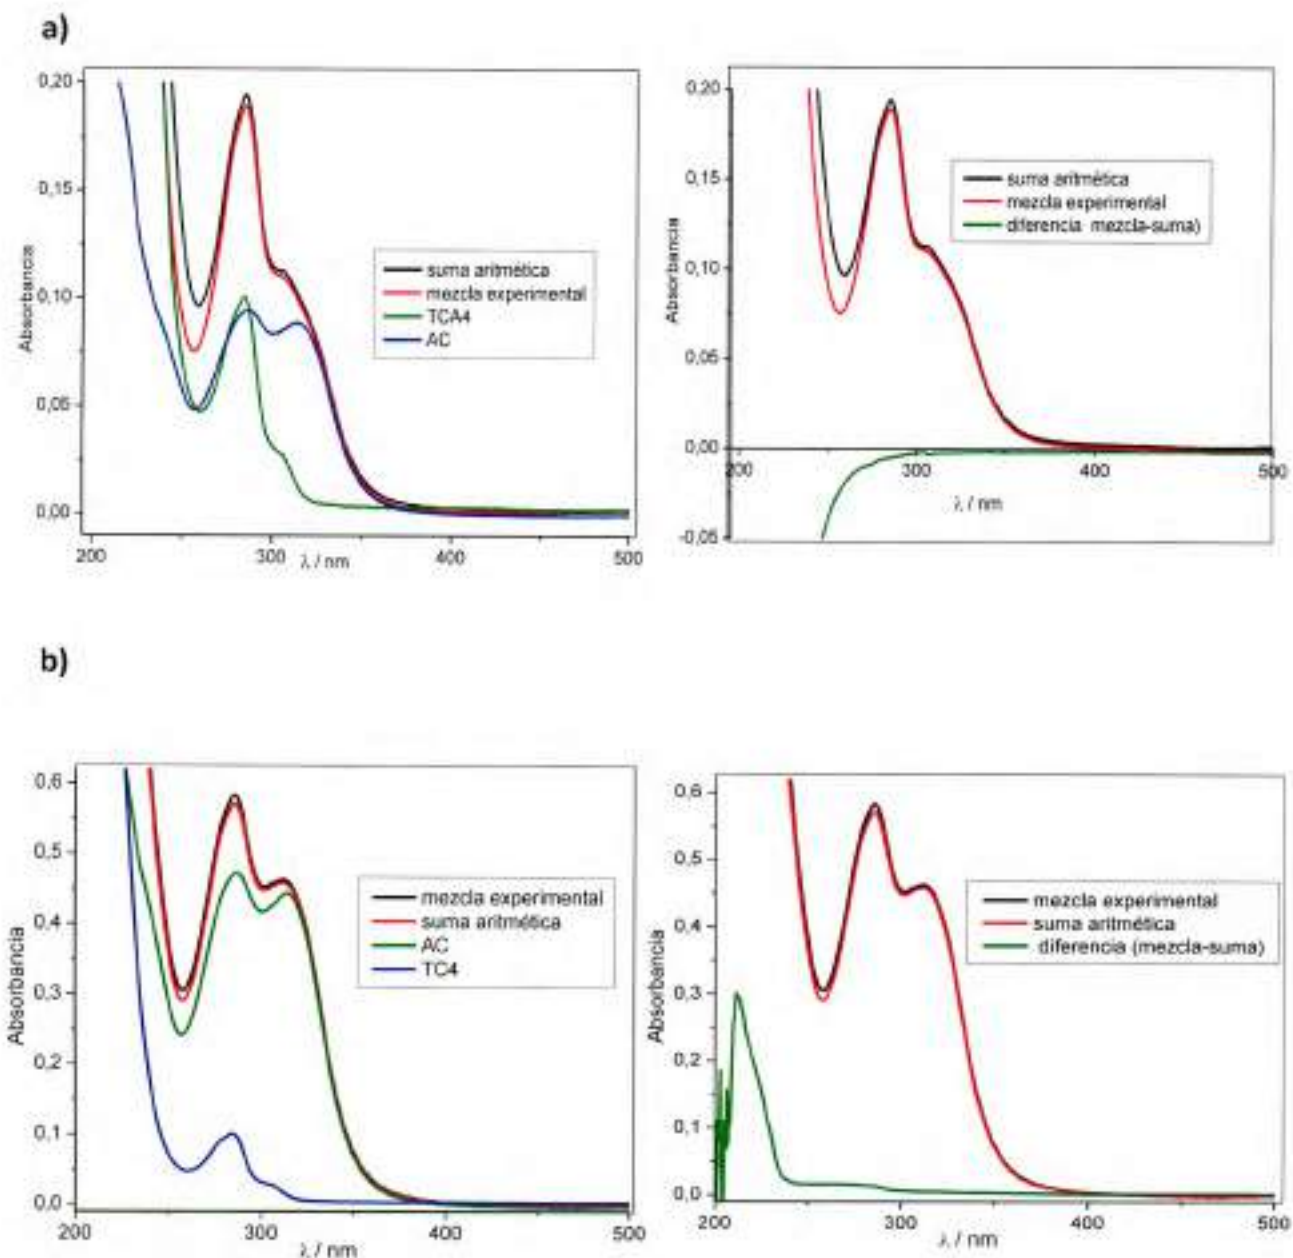 a)
0,20
0,15
0,10
0,05
0,00
Absorbancia
suma aritmética
mezcla experimental
TCA4
AC
200
300
400
500
λ / nm
0,20
0,15
0,10
0,05
0,00
-0,05
Absorbancia
suma aritmética
mezcla experimental
diferencia mezcla-suma)
200
300
400
500
λ / nm
b)
0,6
0,5
0,4
0,3
0,2
0,1
0,0
Absorbancia
mezcla experimental
suma aritmética
AC
TC4
200
300
400
500
λ / nm
0,6
0,5
0,4
0,3
0,2
0,1
0,0
Absorbancia
mezcla experimental
suma aritmética
diferencia (mezcla-suma)
200
300
400
500
λ / nm